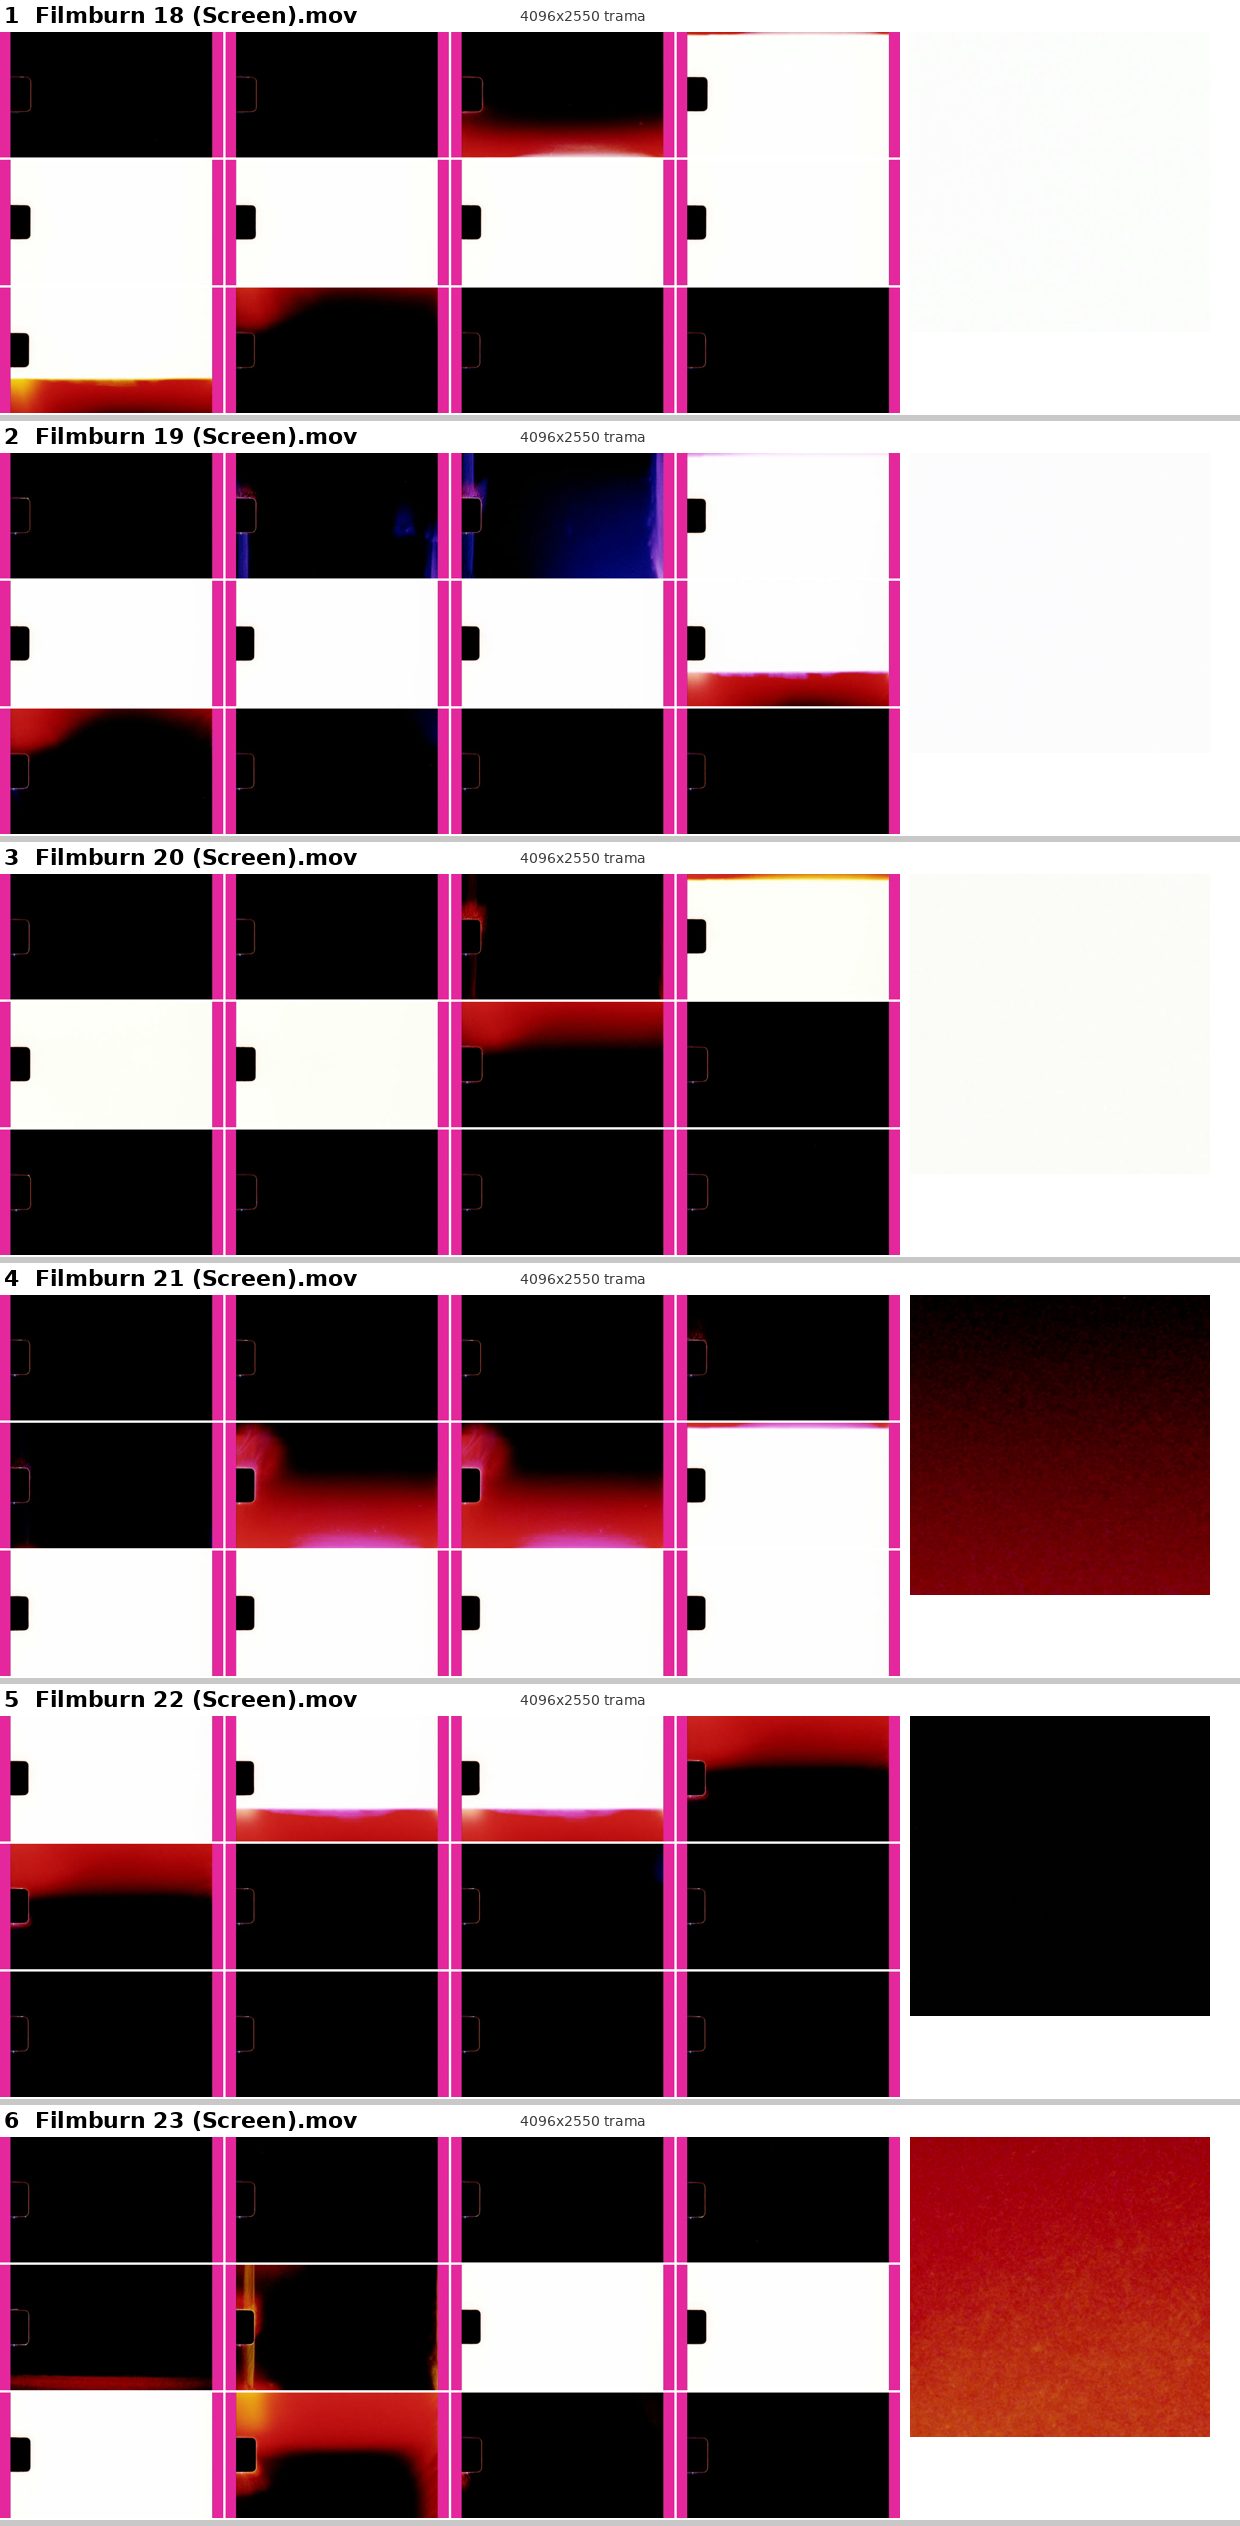 1 Filmburn 18 (Screen).mov 4096x2550 trama
2 Filmburn 19 (Screen).mov 4096x2550 trama
3 Filmburn 20 (Screen).mov 4096x2550 trama
4 Filmburn 21 (Screen).mov 4096x2550 trama
5 Filmburn 22 (Screen).mov 4096x2550 trama
6 Filmburn 23 (Screen).mov 4096x2550 trama